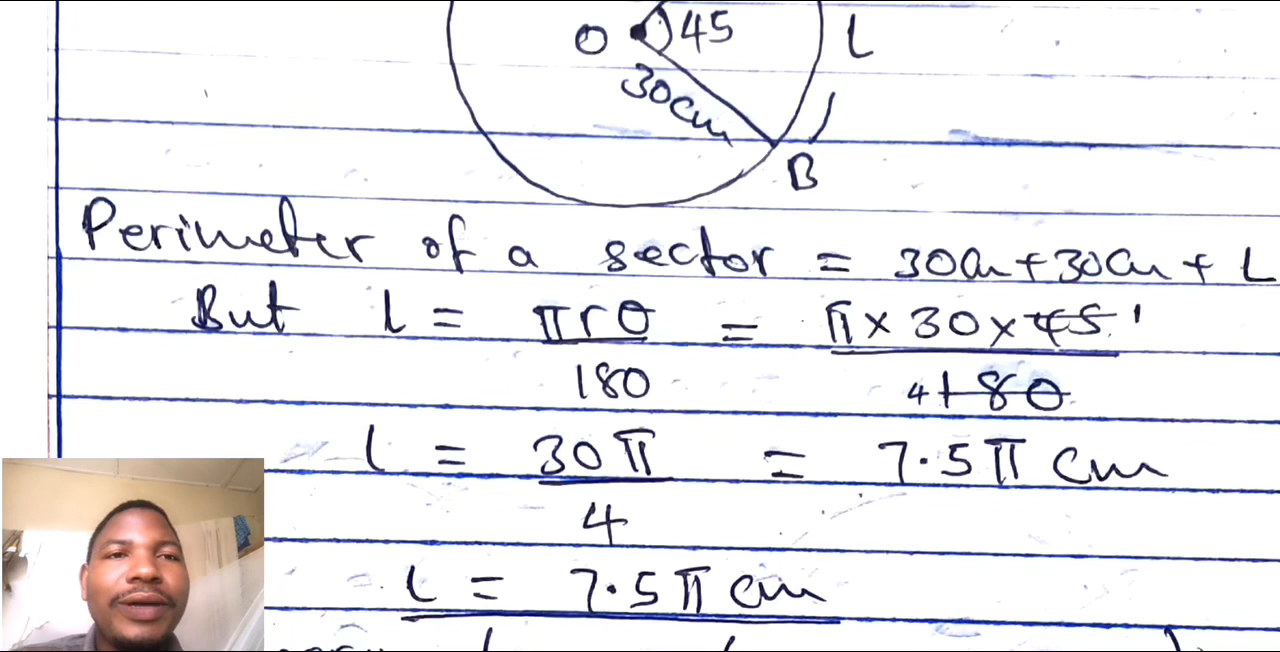 O 45 L
30cm
B
Perimeter of a sector = 30cm + 30cm + L
But L = πrθ = π × 30 × 45 1
180 4 180
L = 30π = 7.5π cm
4
L = 7.5π cm